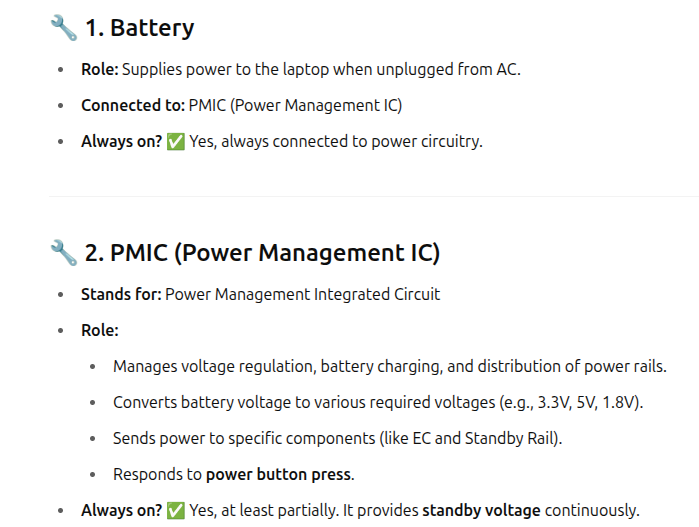 🔧 1. Battery
• Role: Supplies power to the laptop when unplugged from AC.
• Connected to: PMIC (Power Management IC)
• Always on? ✅ Yes, always connected to power circuitry.
🔧 2. PMIC (Power Management IC)
• Stands for: Power Management Integrated Circuit
• Role:
• Manages voltage regulation, battery charging, and distribution of power rails.
• Converts battery voltage to various required voltages (e.g., 3.3V, 5V, 1.8V).
• Sends power to specific components (like EC and Standby Rail).
• Responds to power button press.
• Always on? ✅ Yes, at least partially. It provides standby voltage continuously.